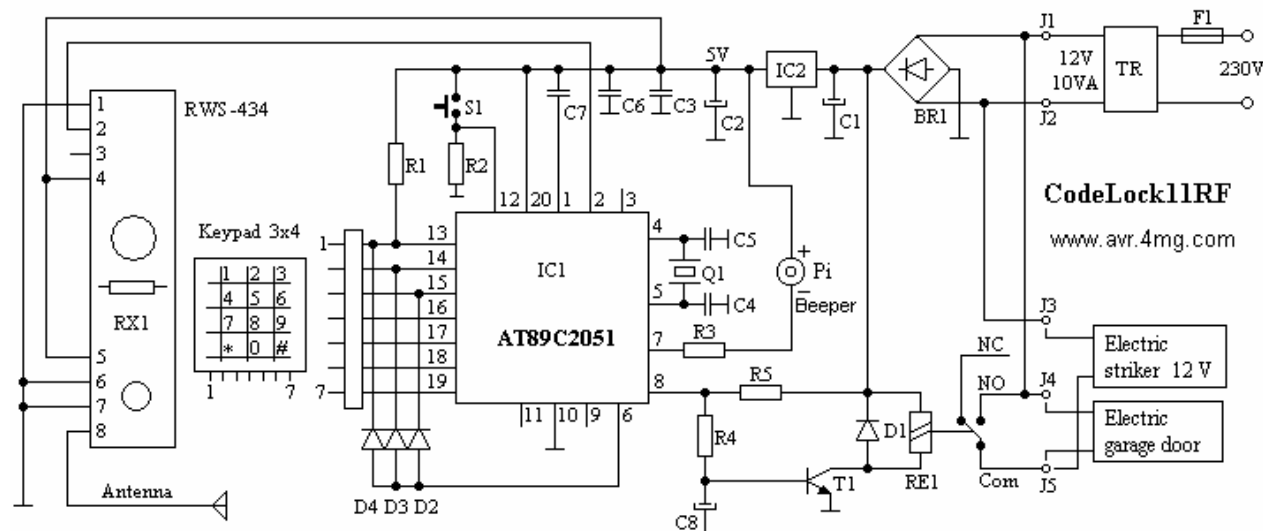 J1
F1
5V
IC2
12V
10VA
TR
230V
1
2
3
4
RWS-434
S1
C7
C6
C3
C2
C1
BR1
J2
R1
R2
CodeLock11RF
www.avr.4mg.com
12
20
1
2
3
Keypad 3x4
1
13
14
15
16
17
18
19
7
IC1
AT89C2051
4
5
7
8
C5
Q1
C4
+
Pi
−
Beeper
R3
1 2 3
4 5 6
7 8 9
* 0 #
1 7
RX1
5
6
7
8
11
10
9
6
R5
R4
D1
RE1
T1
C8
NC
NO
Com
J3
J4
J5
Electric
striker 12 V
Electric
garage door
Antenna
D4 D3 D2